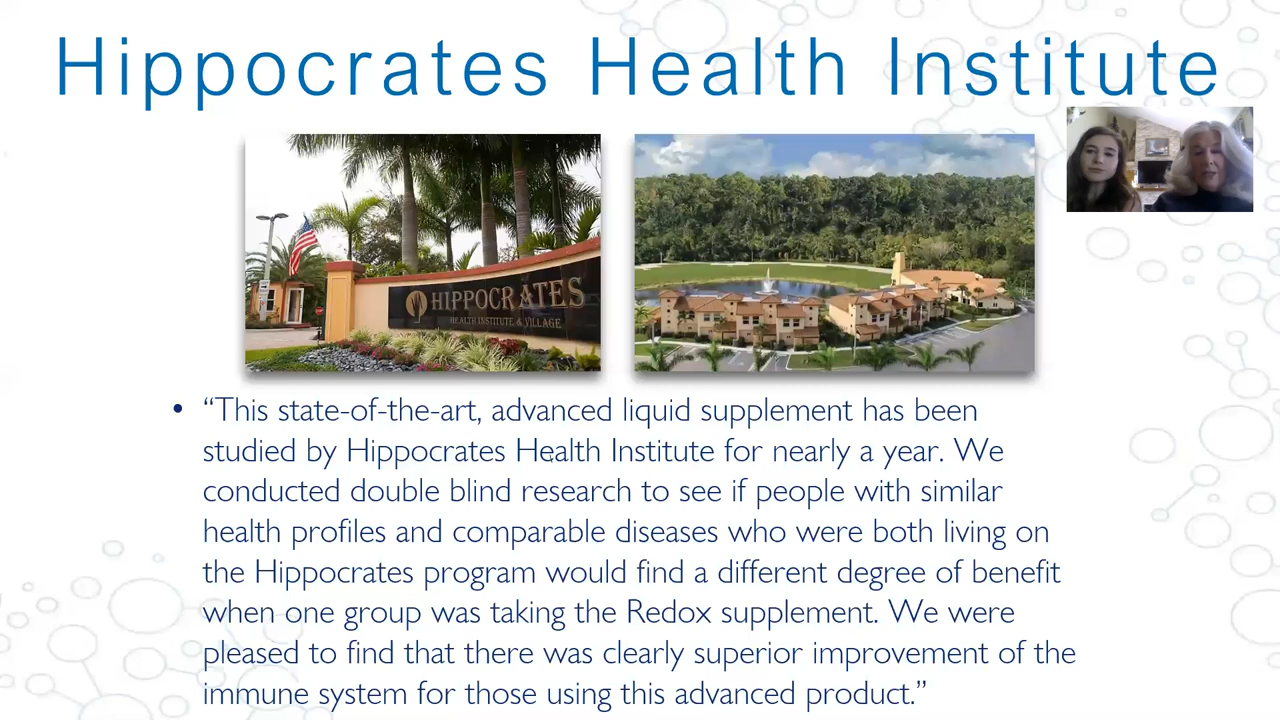 Hippocrates Health Institute
HIPPOCRATES
HEALTH INSTITUTE & VILLAGE
• “This state-of-the-art, advanced liquid supplement has been
studied by Hippocrates Health Institute for nearly a year. We
conducted double blind research to see if people with similar
health profiles and comparable diseases who were both living on
the Hippocrates program would find a different degree of benefit
when one group was taking the Redox supplement. We were
pleased to find that there was clearly superior improvement of the
immune system for those using this advanced product.”